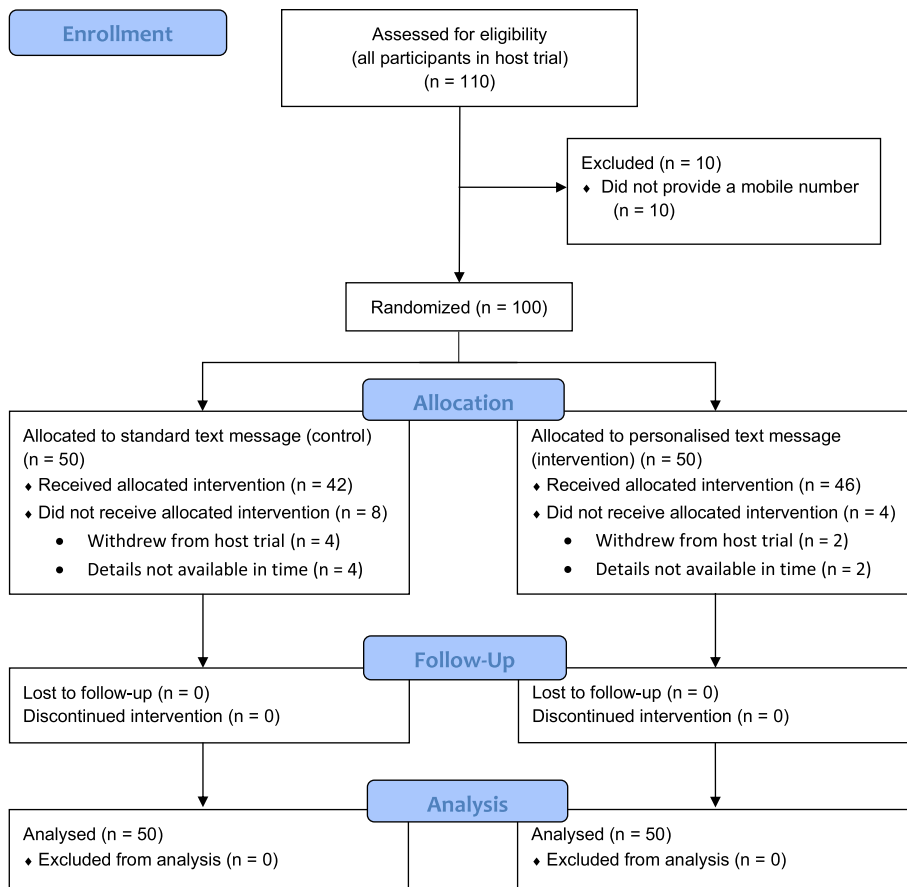 Enrollment
Assessed for eligibility
(all participants in host trial)
(n = 110)
Excluded (n = 10)
♦ Did not provide a mobile number
(n = 10)
Randomized (n = 100)
Allocation
Allocated to standard text message (control)
(n = 50)
♦ Received allocated intervention (n = 42)
♦ Did not receive allocated intervention (n = 8)
• Withdrew from host trial (n = 4)
• Details not available in time (n = 4)
Allocated to personalised text message
(intervention) (n = 50)
♦ Received allocated intervention (n = 46)
♦ Did not receive allocated intervention (n = 4)
• Withdrew from host trial (n = 2)
• Details not available in time (n = 2)
Follow-Up
Lost to follow-up (n = 0)
Discontinued intervention (n = 0)
Lost to follow-up (n = 0)
Discontinued intervention (n = 0)
Analysis
Analysed (n = 50)
♦ Excluded from analysis (n = 0)
Analysed (n = 50)
♦ Excluded from analysis (n = 0)